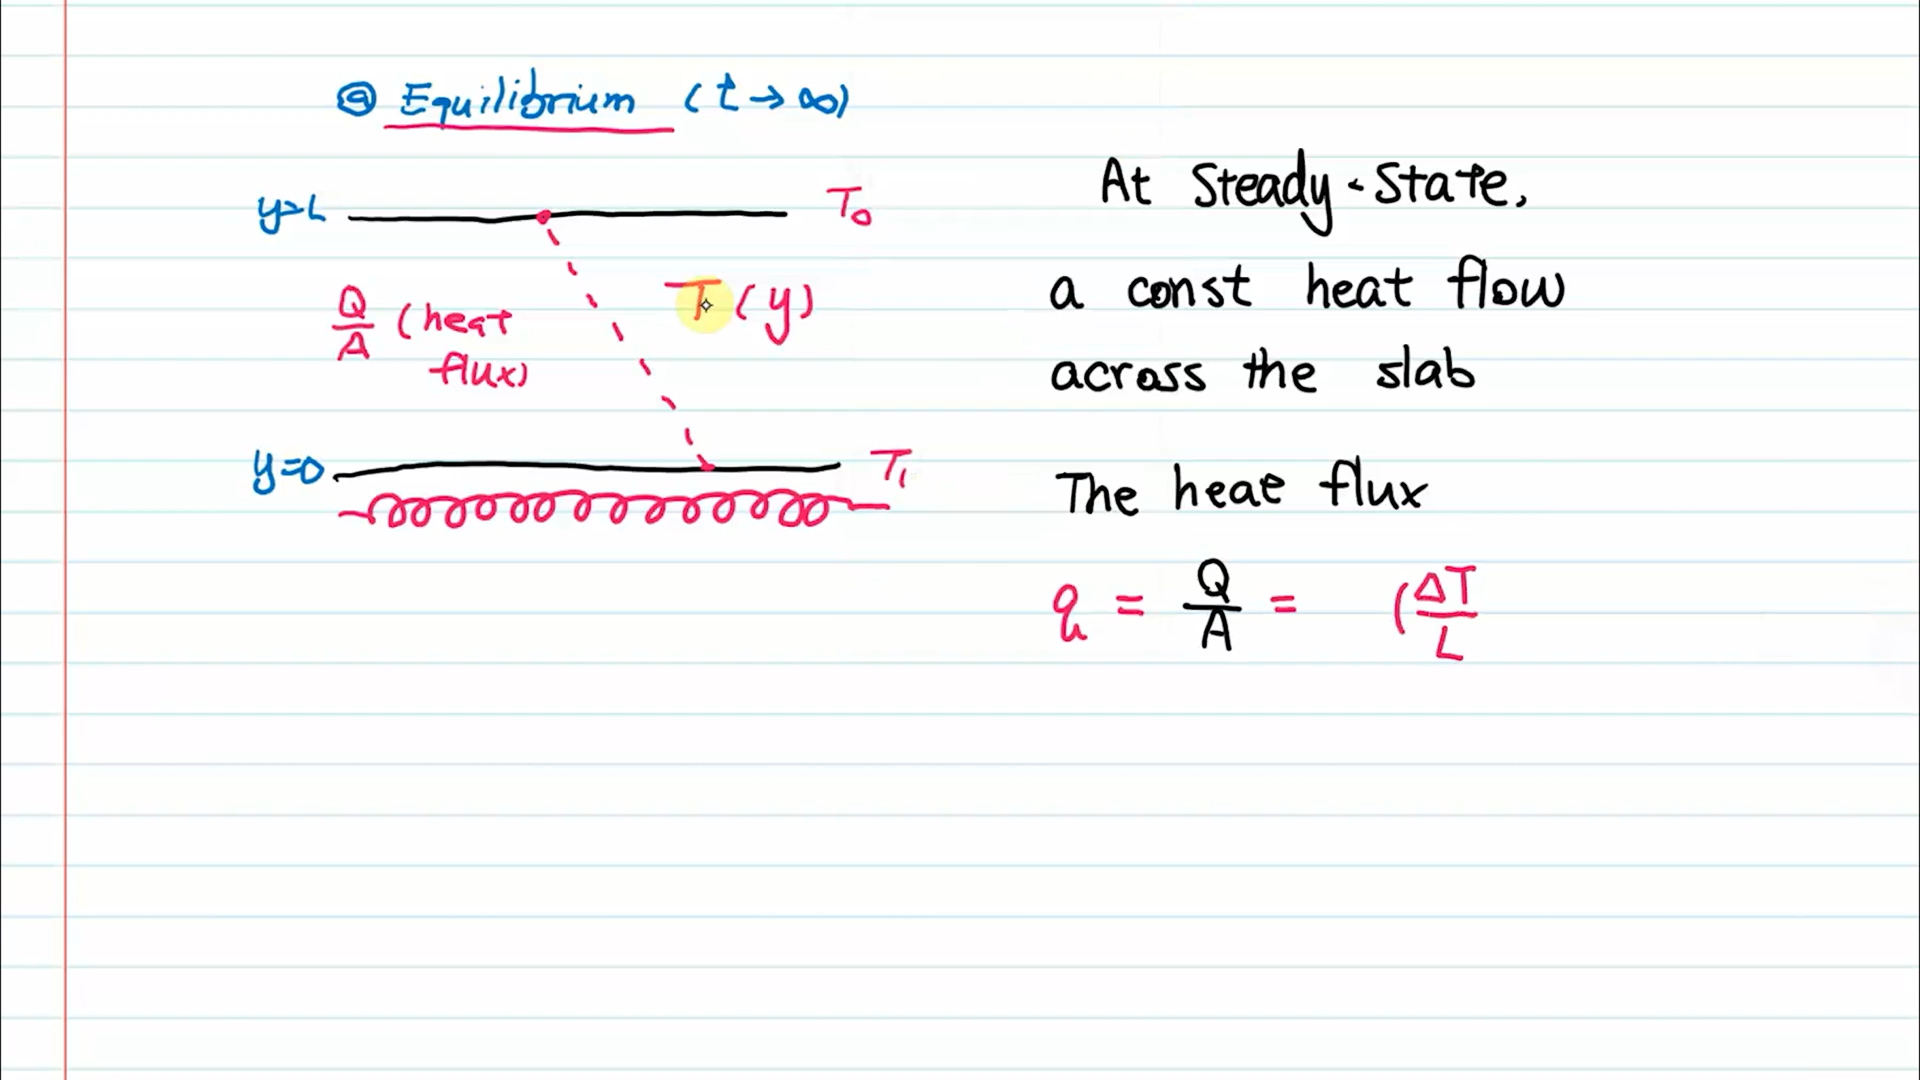 @ Equilibrium (t → ∞)
y=L
T₀
Q/A (heat flux)
T(y)
y=0
T₁
At Steady-State,
a const heat flow
across the slab
The heat flux
q = Q/A = (ΔT/L